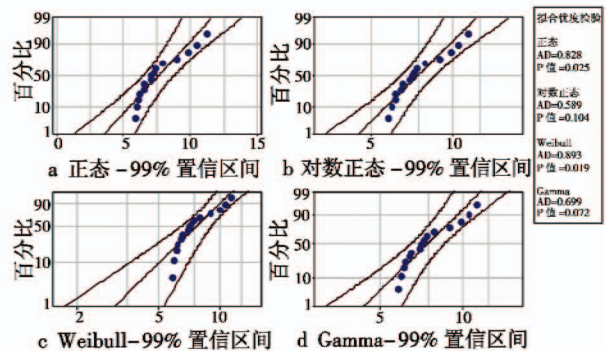 99
90
50
10
1
百分比
0
5
10
15
a 正态-99% 置信区间
99
90
50
10
1
百分比
5
10
b 对数正态-99% 置信区间
90
50
10
1
百分比
2
5
10
c Weibull-99% 置信区间
99
90
50
10
1
百分比
5
10
d Gamma-99% 置信区间
拟合优度检验
正态
AD=0.828
P 值=0.025
对数正态
AD=0.589
P 值=0.104
Weibull
AD=0.893
P 值=0.019
Gamma
AD=0.699
P 值=0.072